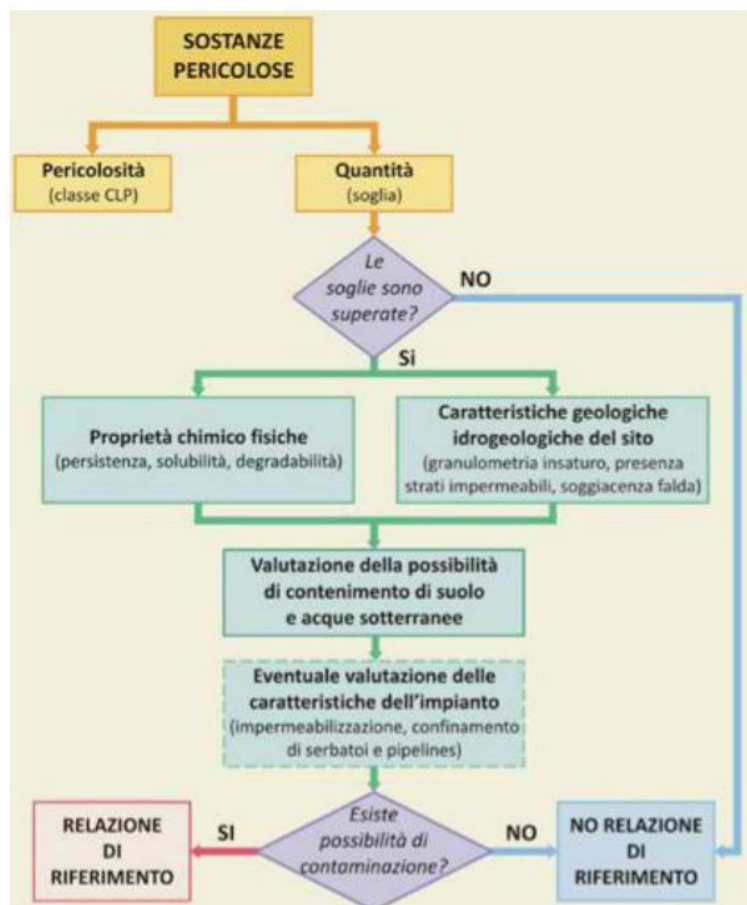 SOSTANZE
PERICOLOSE
Pericolosità
(classe CLP)
Quantità
(soglia)
Le
soglie sono
superate?
NO
Si
Proprietà chimico fisiche
(persistenza, solubilità, degradabilità)
Caratteristiche geologiche
idrogeologiche del sito
(granulometria insaturo, presenza
strati impermeabili, soggiacenza falda)
Valutazione della possibilità
di contenimento di suolo
e acque sotterranee
Eventuale valutazione delle
caratteristiche dell'impianto
(impermeabilizzazione, confinamento
di serbatoi e pipelines)
Esiste
possibilità di
contaminazione?
SI
NO
RELAZIONE
DI
RIFERIMENTO
NO RELAZIONE
DI
RIFERIMENTO